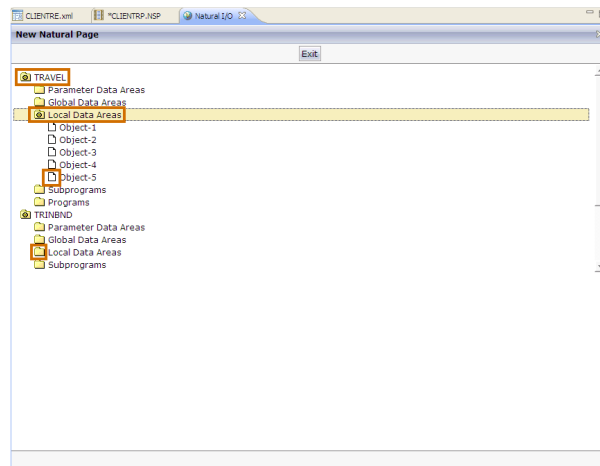 CLIENTRE.xml *CLIENTRP.NSP Natural I/O
New Natural Page
Exit
TRAVEL
Parameter Data Areas
Global Data Areas
Local Data Areas
Object-1
Object-2
Object-3
Object-4
Object-5
Subprograms
Programs
TRINBND
Parameter Data Areas
Global Data Areas
Local Data Areas
Subprograms